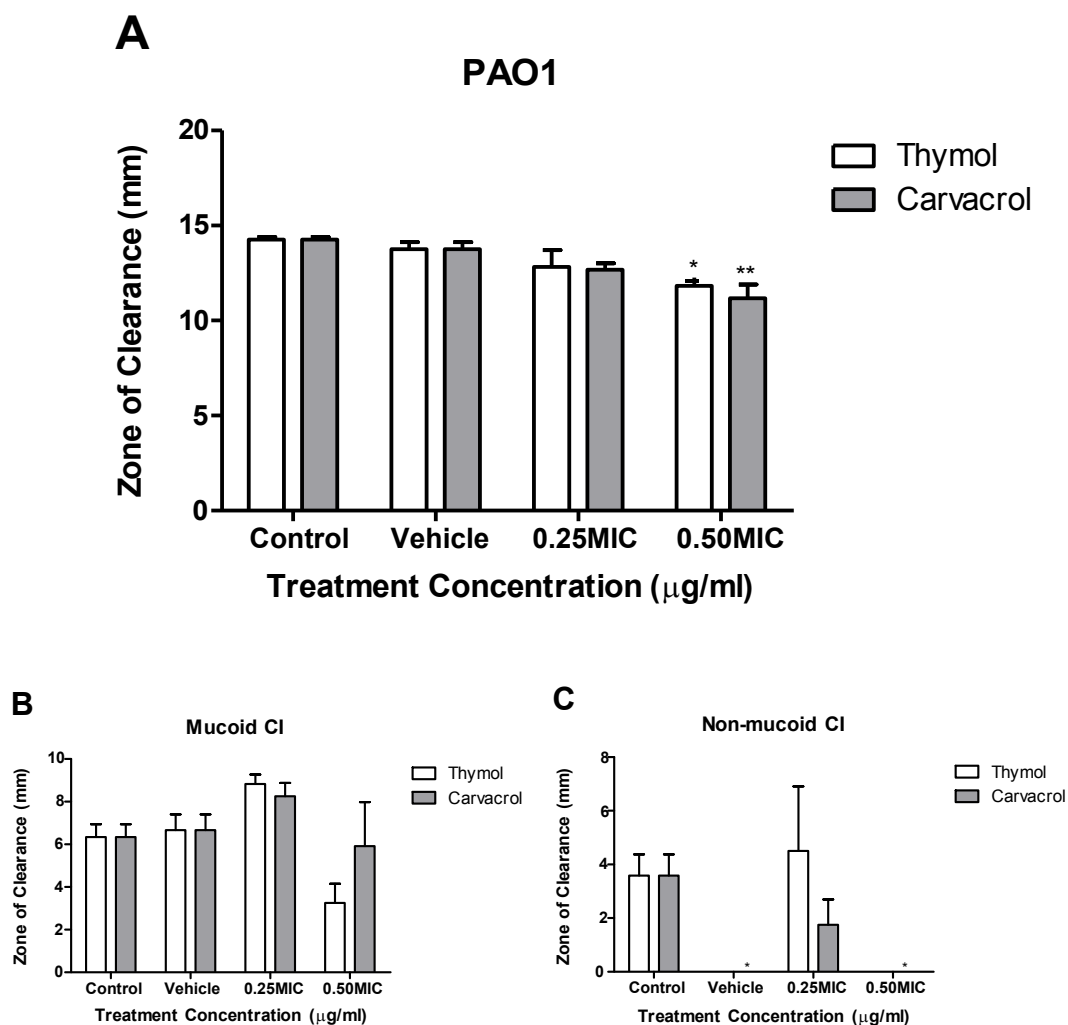 A
PAO1
20
15
10
5
0
Zone of Clearance (mm)
* **
Thymol
Carvacrol
Control Vehicle 0.25MIC 0.50MIC
Treatment Concentration (μg/ml)
B
Mucoid CI
10
8
6
4
2
0
Zone of Clearance (mm)
Thymol
Carvacrol
Control Vehicle 0.25MIC 0.50MIC
Treatment Concentration (μg/ml)
C
Non-mucoid CI
8
6
4
2
0
Zone of Clearance (mm)
Thymol
Carvacrol
* *
Control Vehicle 0.25MIC 0.50MIC
Treatment Concentration (μg/ml)